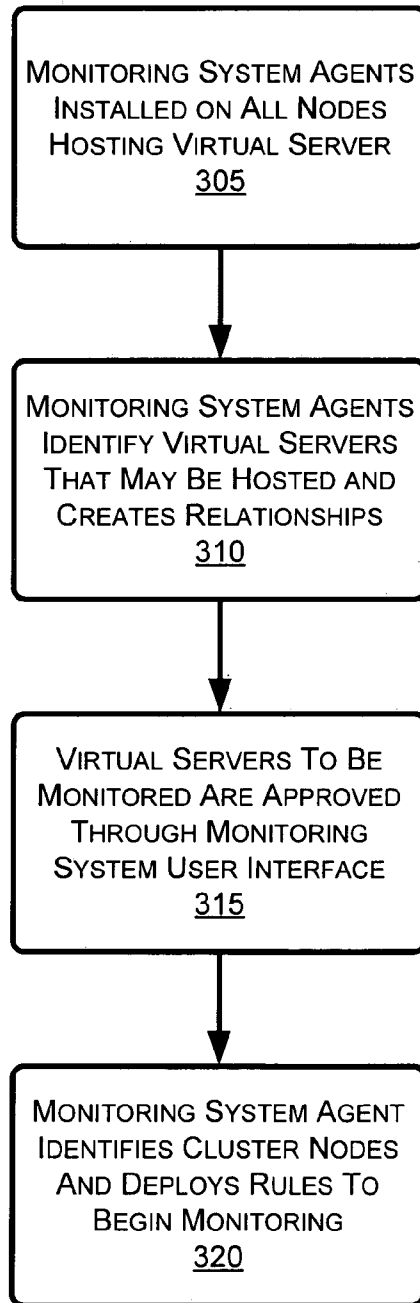 MONITORING SYSTEM AGENTS
INSTALLED ON ALL NODES
HOSTING VIRTUAL SERVER
305
MONITORING SYSTEM AGENTS
IDENTIFY VIRTUAL SERVERS
THAT MAY BE HOSTED AND
CREATES RELATIONSHIPS
310
VIRTUAL SERVERS TO BE
MONITORED ARE APPROVED
THROUGH MONITORING
SYSTEM USER INTERFACE
315
MONITORING SYSTEM AGENT
IDENTIFIES CLUSTER NODES
AND DEPLOYS RULES TO
BEGIN MONITORING
320